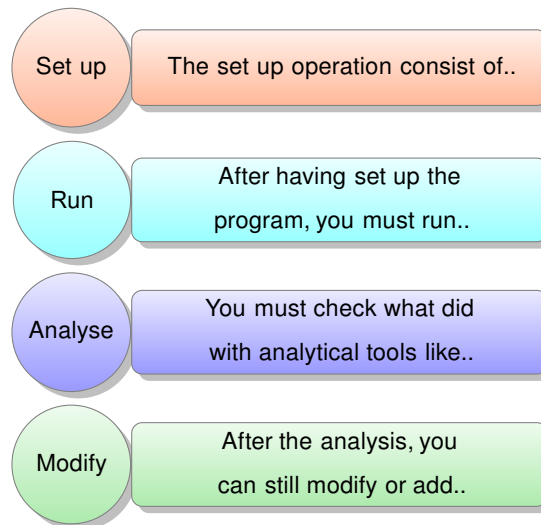 Set up
The set up operation consist of..
Run
After having set up the
program, you must run..
Analyse
You must check what did
with analytical tools like..
Modify
After the analysis, you
can still modify or add..